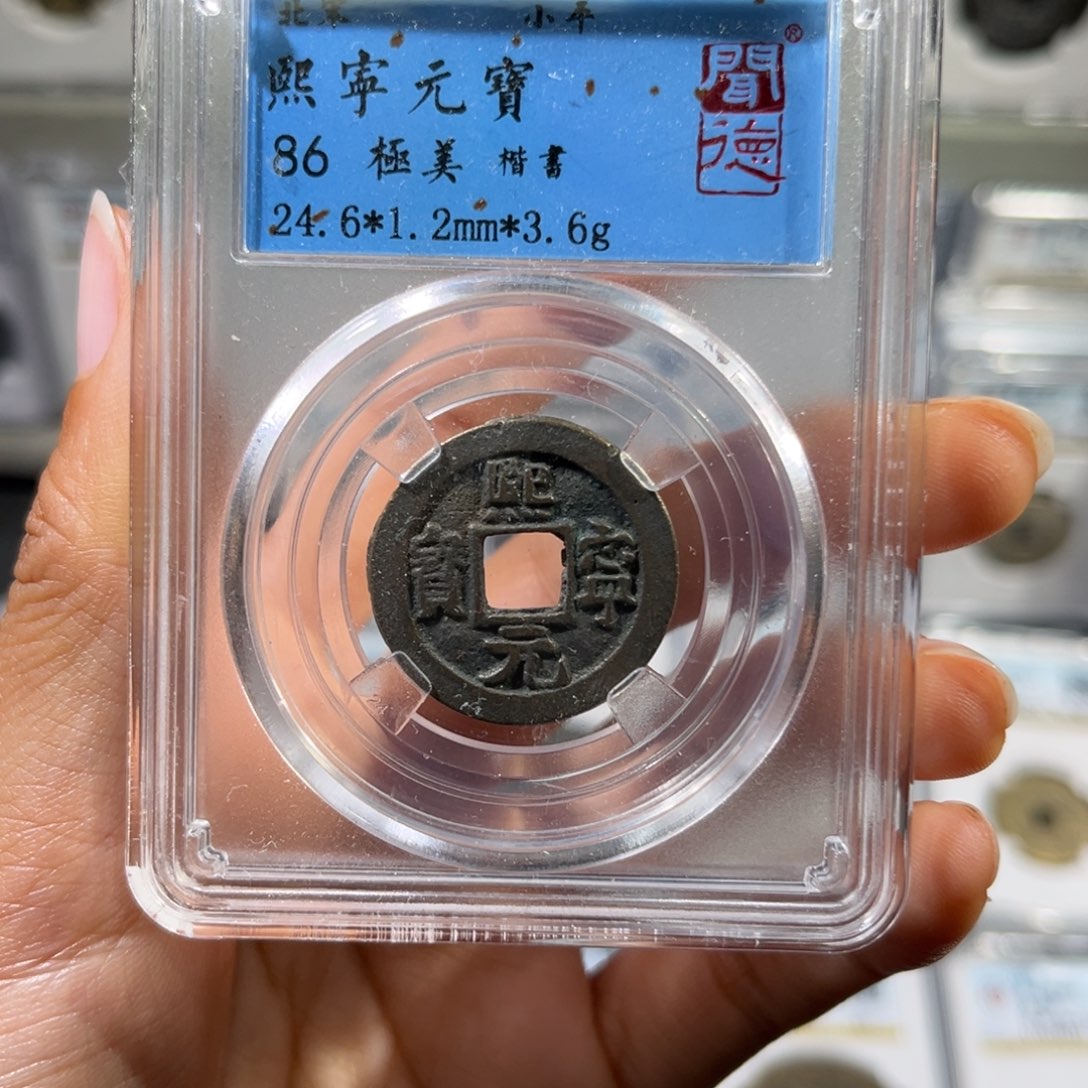 北宋 小平
熙寧元寶
86 極美 楷書
24.6*1.2mm*3.6g
聞德
®
熙寧元寶